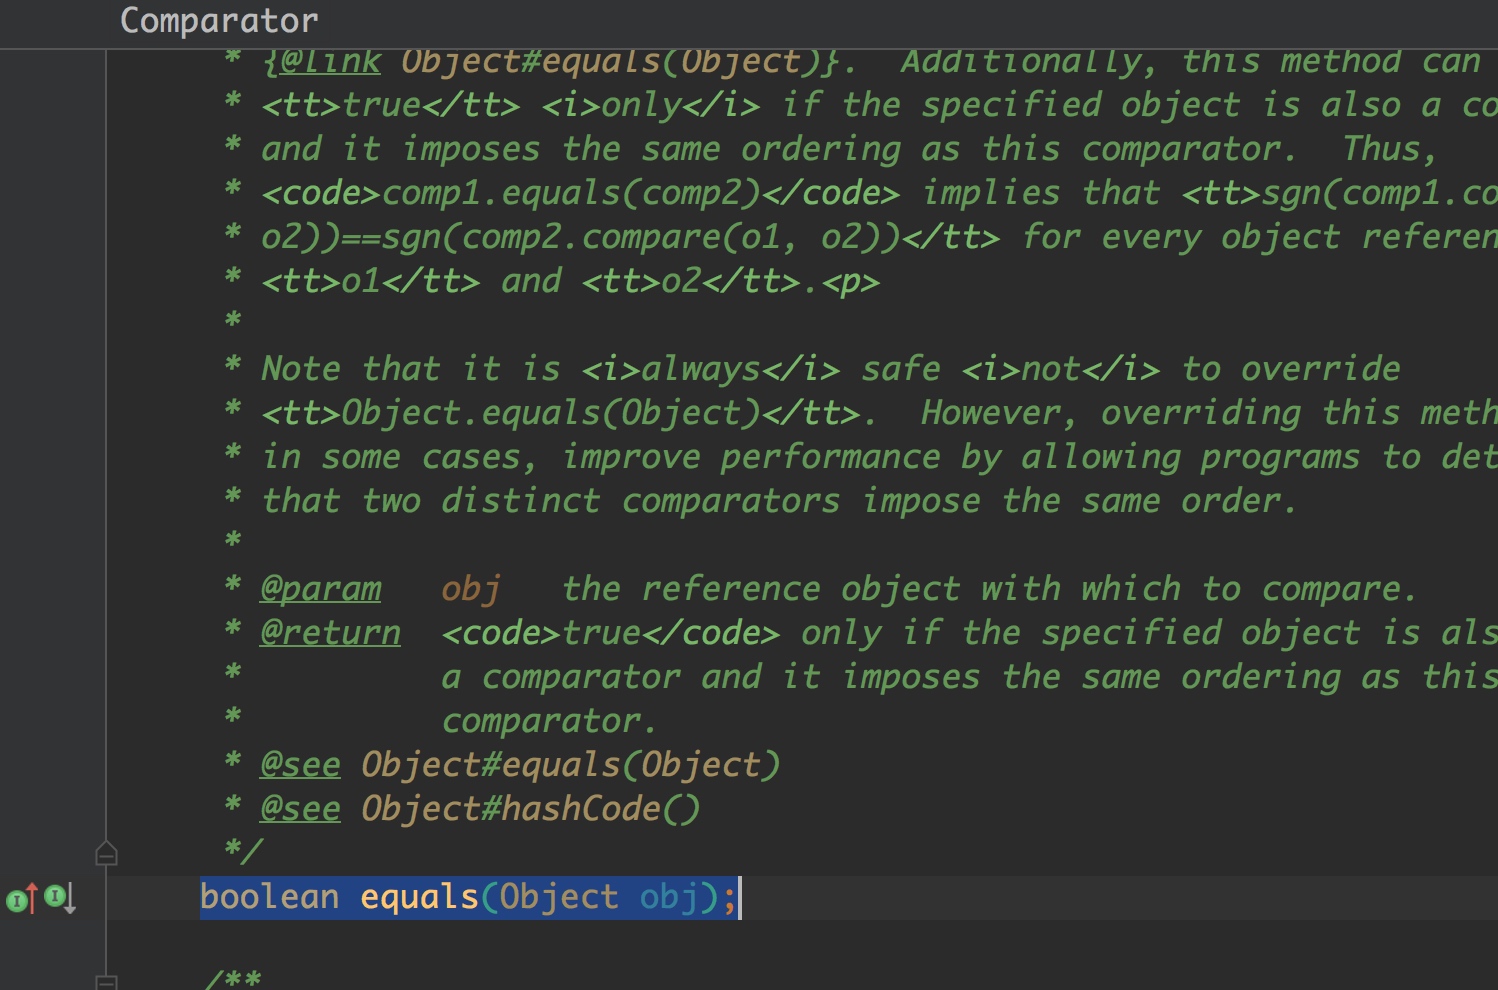 Comparator
* {@link Object#equals(Object)}.  Additionally, this method can
* <tt>true</tt> <i>only</i> if the specified object is also a co
* and it imposes the same ordering as this comparator.  Thus,
* <code>comp1.equals(comp2)</code> implies that <tt>sgn(comp1.co
* o2))==sgn(comp2.compare(o1, o2))</tt> for every object referen
* <tt>o1</tt> and <tt>o2</tt>.<p>
*
* Note that it is <i>always</i> safe <i>not</i> to override
* <tt>Object.equals(Object)</tt>.  However, overriding this meth
* in some cases, improve performance by allowing programs to det
* that two distinct comparators impose the same order.
*
* @param   obj   the reference object with which to compare.
* @return  <code>true</code> only if the specified object is als
*          a comparator and it imposes the same ordering as this
*          comparator.
* @see Object#equals(Object)
* @see Object#hashCode()
*/
boolean equals(Object obj);
/**